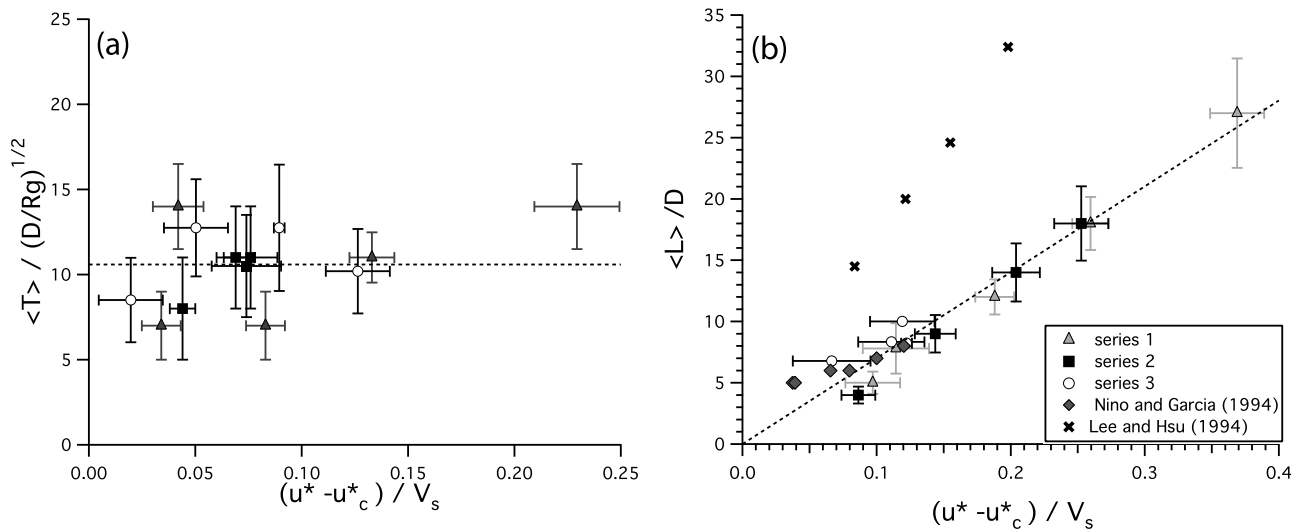 (a)
25
20
15
10
5
0
<T> / (D/Rg)^1/2
0.00 0.05 0.10 0.15 0.20 0.25
(u* -u*c ) / Vs
(b)
35
30
25
20
15
10
5
0
<L> /D
series 1
series 2
series 3
Nino and Garcia (1994)
Lee and Hsu (1994)
0.0 0.1 0.2 0.3 0.4
(u* -u*c ) / Vs